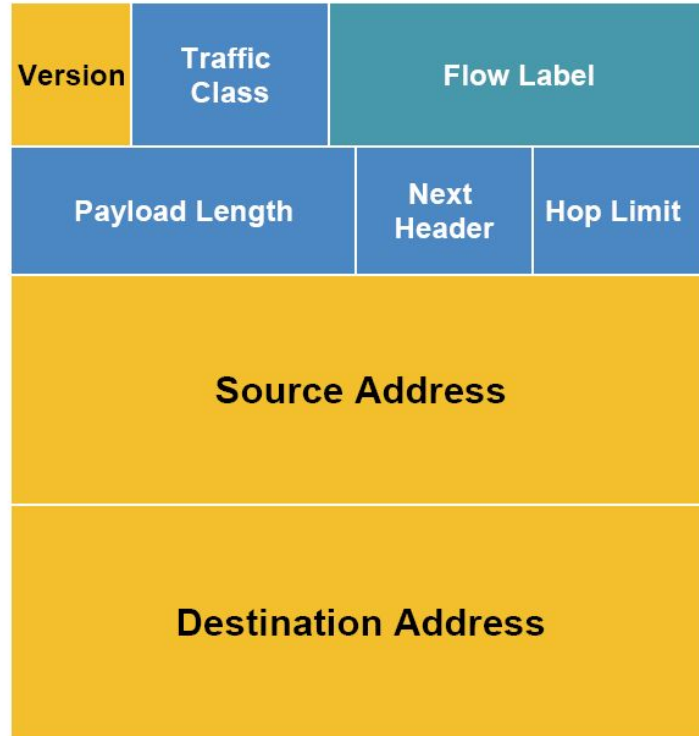 Version
Traffic
Class
Flow Label
Payload Length
Next
Header
Hop Limit
Source Address
Destination Address